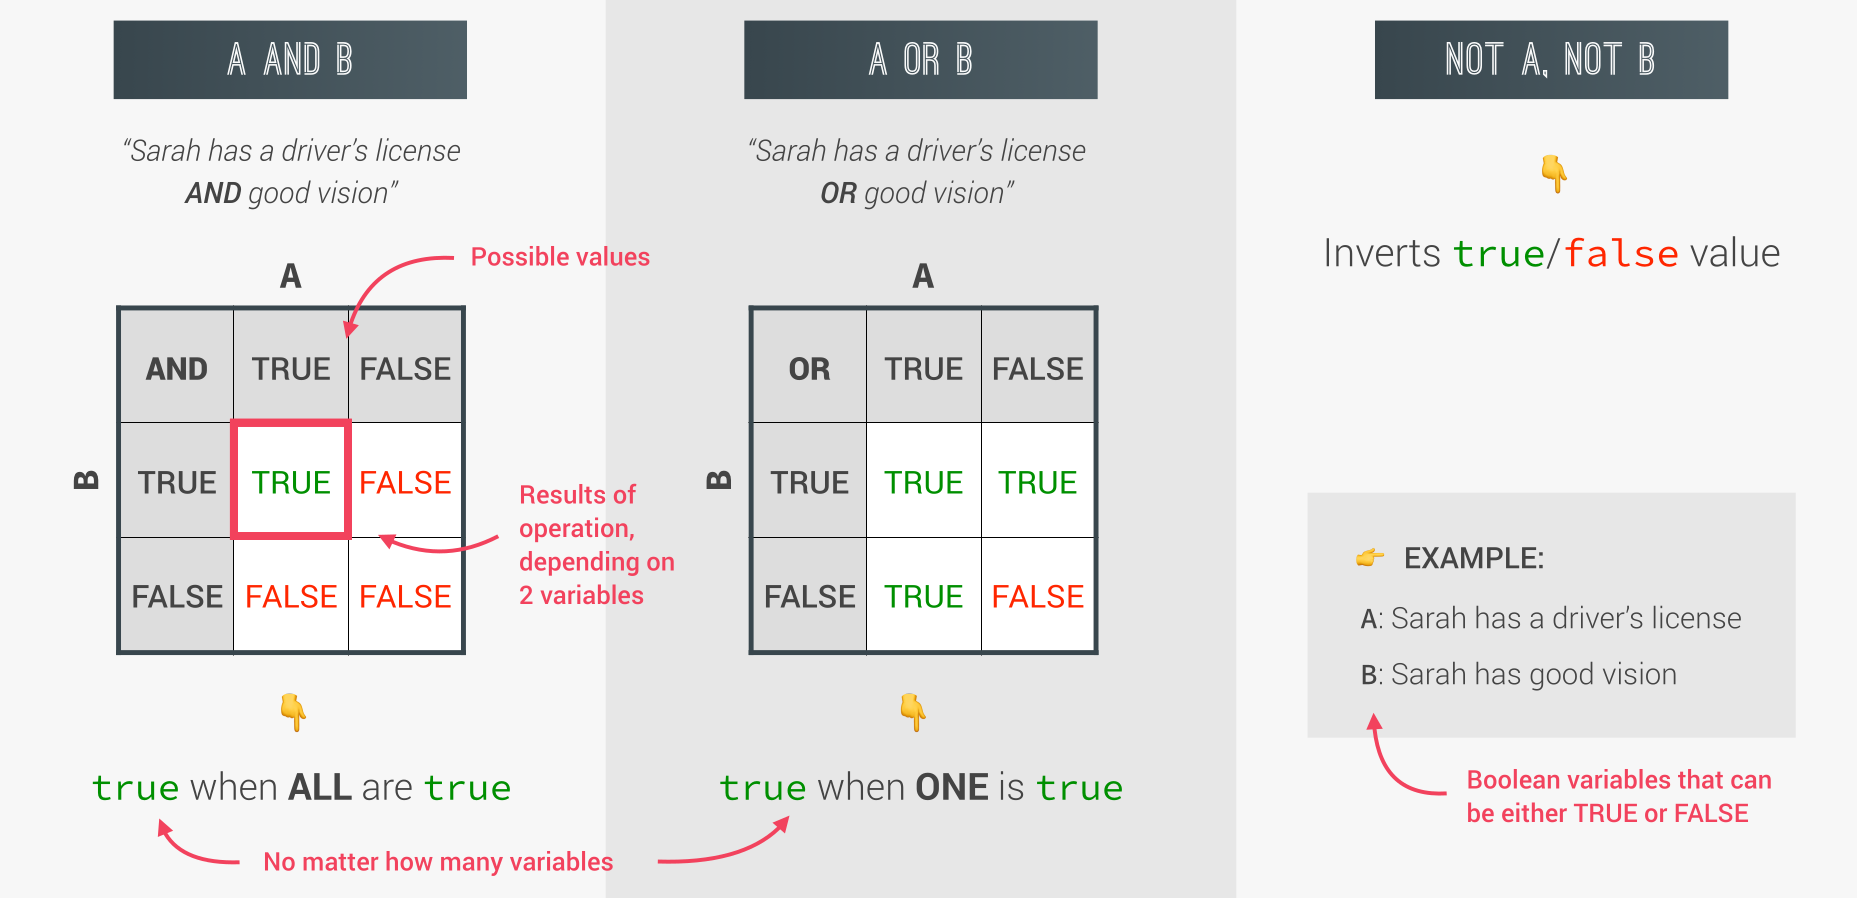 A AND B
“Sarah has a driver’s license
AND good vision”
Possible values
A
AND TRUE FALSE
B
TRUE TRUE FALSE
FALSE FALSE FALSE
Results of
operation,
depending on
2 variables
true when ALL are true
No matter how many variables
A OR B
“Sarah has a driver’s license
OR good vision”
A
OR TRUE FALSE
B
TRUE TRUE TRUE
FALSE TRUE FALSE
true when ONE is true
NOT A, NOT B
Inverts true/false value
EXAMPLE:
A: Sarah has a driver’s license
B: Sarah has good vision
Boolean variables that can
be either TRUE or FALSE